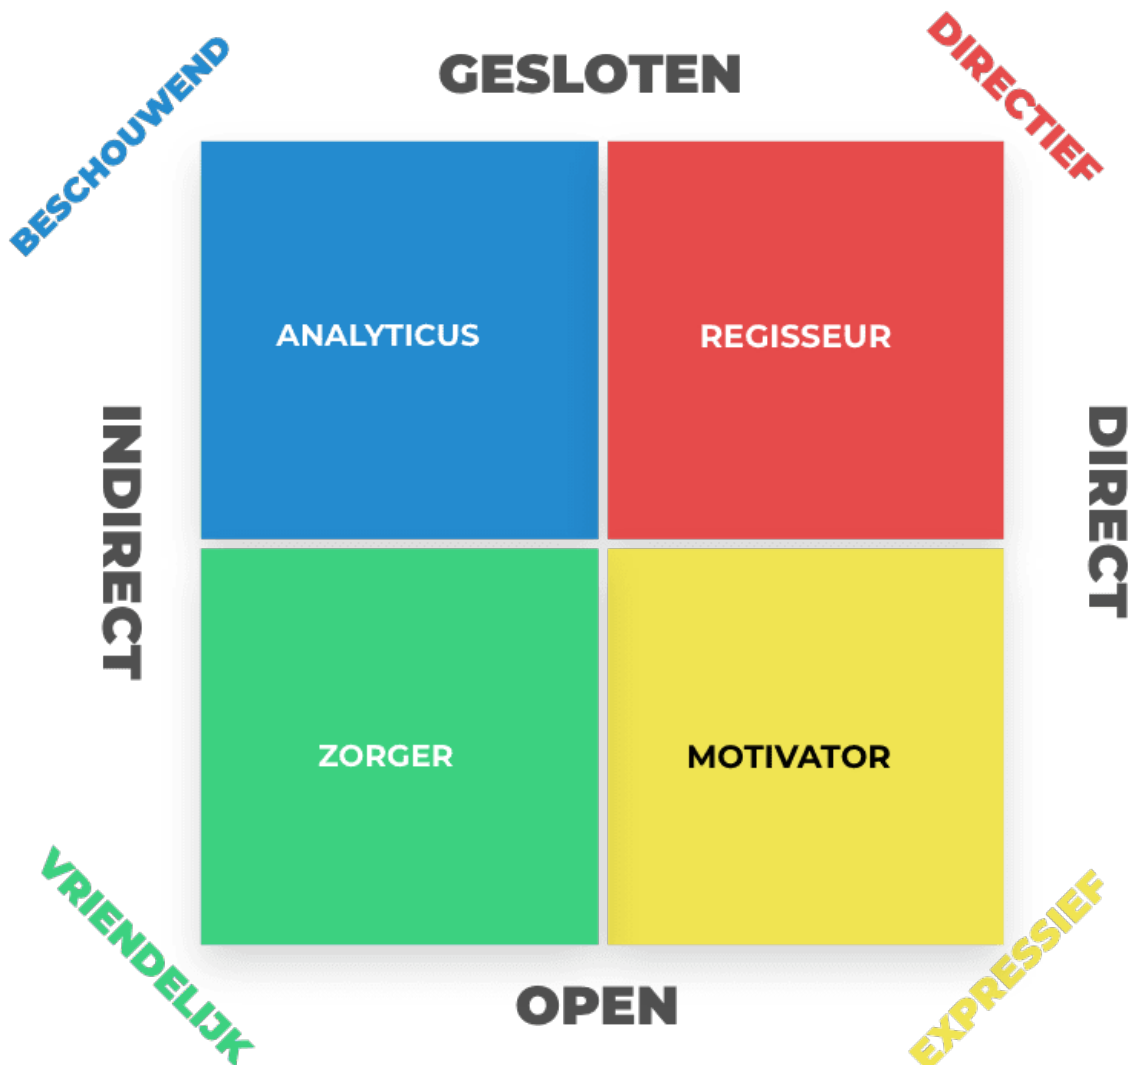 BESCHOUWEND
GESLOTEN
DIRECTIEF
ANALYTICUS
REGISSEUR
INDIRECT
DIRECT
ZORGER
MOTIVATOR
VRIENDELIJK
OPEN
EXPRESSIEF